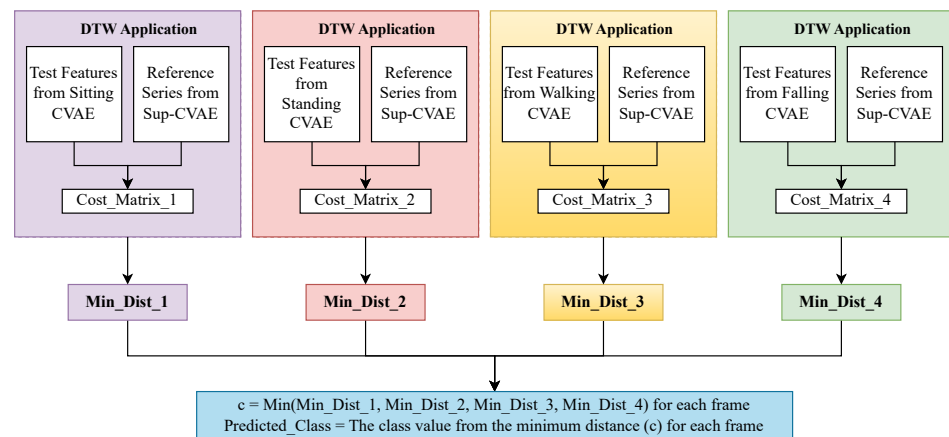 DTW Application
Test Features
from Sitting
CVAE
Reference
Series from
Sup-CVAE
Cost_Matrix_1
Min_Dist_1
DTW Application
Test Features
from
Standing
CVAE
Reference
Series from
Sup-CVAE
Cost_Matrix_2
Min_Dist_2
DTW Application
Test Features
from Walking
CVAE
Reference
Series from
Sup-CVAE
Cost_Matrix_3
Min_Dist_3
DTW Application
Test Features
from Falling
CVAE
Reference
Series from
Sup-CVAE
Cost_Matrix_4
Min_Dist_4
c = Min(Min_Dist_1, Min_Dist_2, Min_Dist_3, Min_Dist_4) for each frame
Predicted_Class = The class value from the minimum distance (c) for each frame